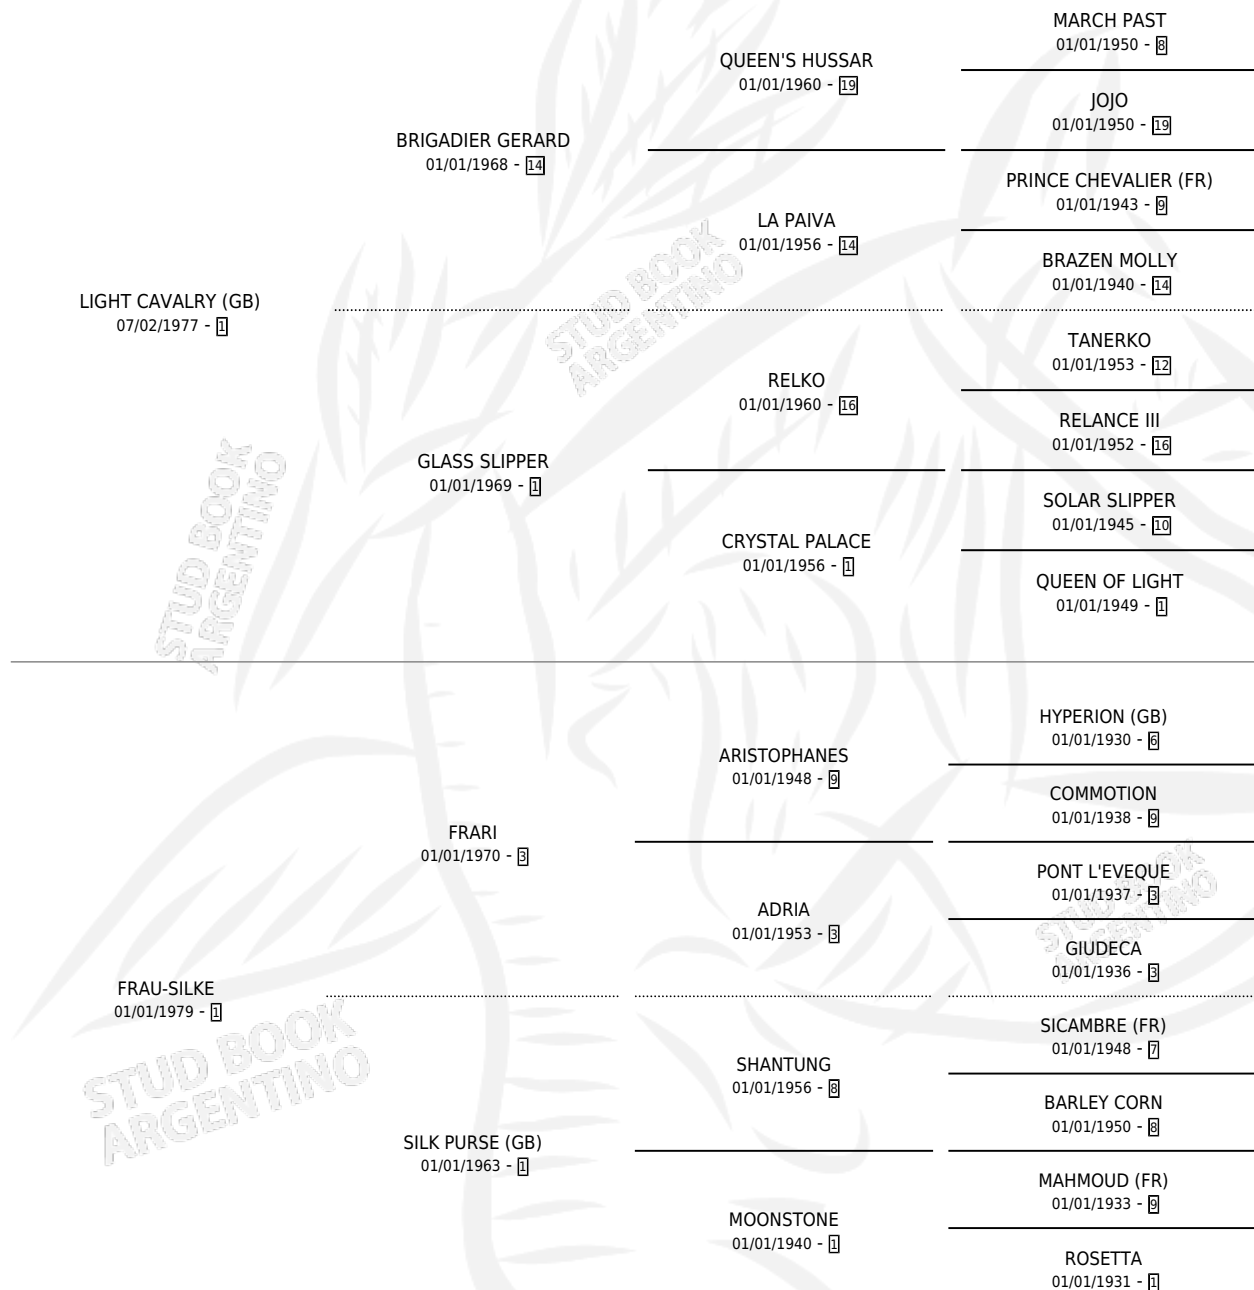 MARCH PAST
01/01/1950 - 8
QUEEN'S HUSSAR
01/01/1960 - 19
JOJO
01/01/1950 - 19
BRIGADIER GERARD
01/01/1968 - 14
PRINCE CHEVALIER (FR)
01/01/1943 - 9
LA PAIVA
01/01/1956 - 14
BRAZEN MOLLY
01/01/1940 - 14
LIGHT CAVALRY (GB)
07/02/1977 - 1
TANERKO
01/01/1953 - 12
RELKO
01/01/1960 - 16
RELANCE III
01/01/1952 - 16
GLASS SLIPPER
01/01/1969 - 1
SOLAR SLIPPER
01/01/1945 - 10
CRYSTAL PALACE
01/01/1956 - 1
QUEEN OF LIGHT
01/01/1949 - 1
HYPERION (GB)
01/01/1930 - 6
ARISTOPHANES
01/01/1948 - 9
COMMOTION
01/01/1938 - 9
FRARI
01/01/1970 - 3
PONT L'EVEQUE
01/01/1937 - 3
ADRIA
01/01/1953 - 3
GIUDECA
01/01/1936 - 3
FRAU-SILKE
01/01/1979 - 1
SICAMBRE (FR)
01/01/1948 - 7
SHANTUNG
01/01/1956 - 8
BARLEY CORN
01/01/1950 - 8
SILK PURSE (GB)
01/01/1963 - 1
MAHMOUD (FR)
01/01/1933 - 9
MOONSTONE
01/01/1940 - 1
ROSETTA
01/01/1931 - 1
STUD BOOK
ARGENTINO
STUD BOOK
ARGENTINO
STUD BOOK
ARGENTINO
STUD BOOK
ARGENTINO